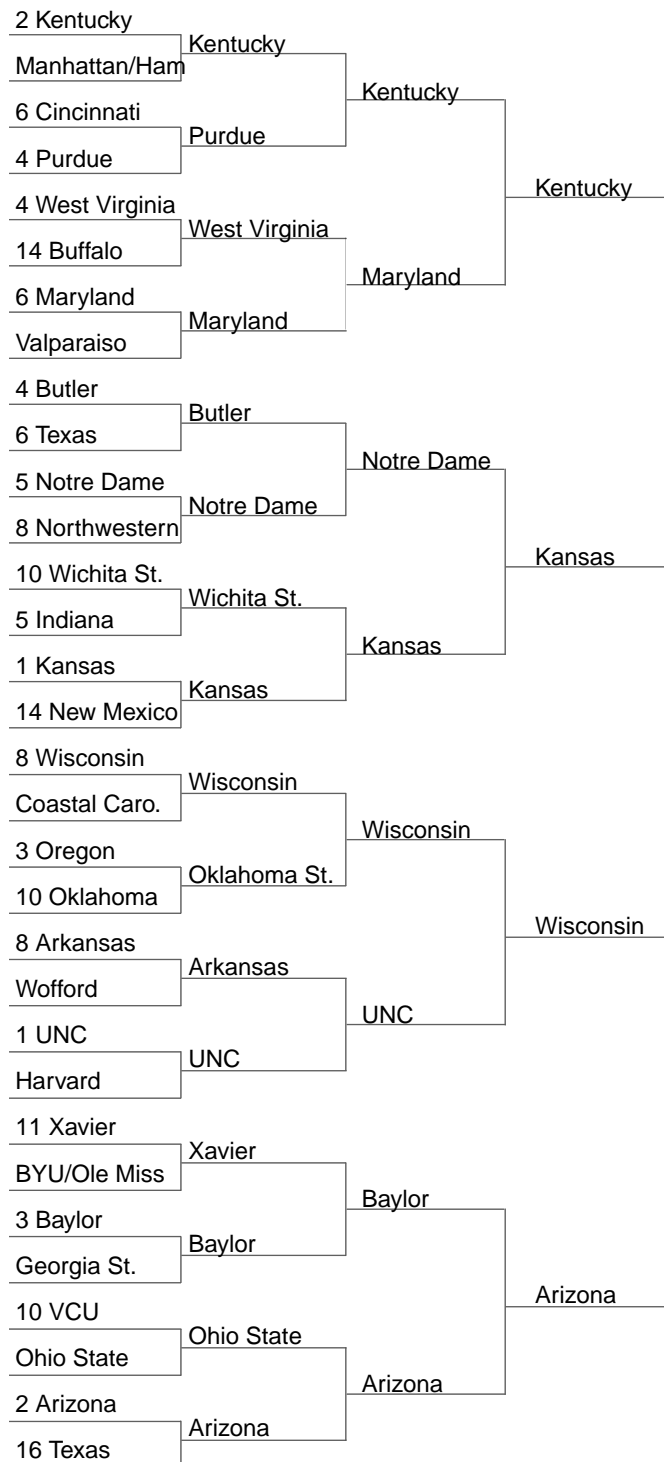 2 Kentucky
Manhattan/Ham
6 Cincinnati
4 Purdue
4 West Virginia
14 Buffalo
6 Maryland
Valparaiso
4 Butler
6 Texas
5 Notre Dame
8 Northwestern
10 Wichita St.
5 Indiana
1 Kansas
14 New Mexico
8 Wisconsin
Coastal Caro.
3 Oregon
10 Oklahoma
8 Arkansas
Wofford
1 UNC
Harvard
11 Xavier
BYU/Ole Miss
3 Baylor
Georgia St.
10 VCU
Ohio State
2 Arizona
16 Texas
Kentucky
Purdue
West Virginia
Maryland
Butler
Notre Dame
Wichita St.
Kansas
Wisconsin
Oklahoma St.
Arkansas
UNC
Xavier
Baylor
Ohio State
Arizona
Kentucky
Maryland
Notre Dame
Kansas
Wisconsin
UNC
Baylor
Arizona
Kentucky
Kansas
Wisconsin
Arizona